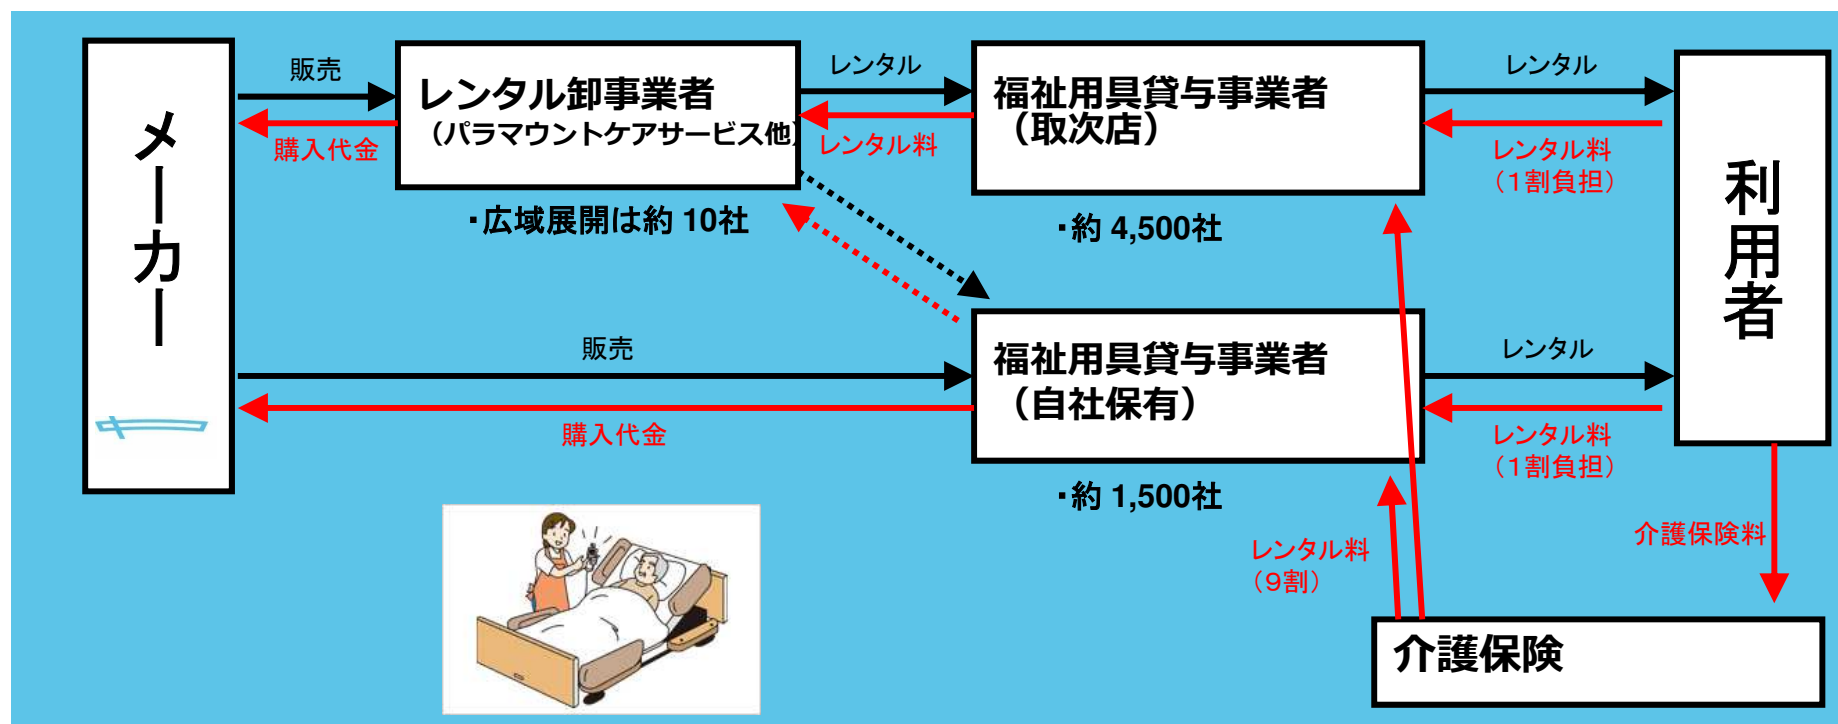 メーカー
販売
購入代金
レンタル卸事業者
（パラマウントケアサービス他）
・広域展開は約 10社
レンタル
レンタル料
福祉用具貸与事業者
（取次店）
・約 4,500社
レンタル
レンタル料
（1割負担）
利用者
販売
購入代金
福祉用具貸与事業者
（自社保有）
・約 1,500社
レンタル
レンタル料
（1割負担）
レンタル料
（9割）
介護保険料
介護保険